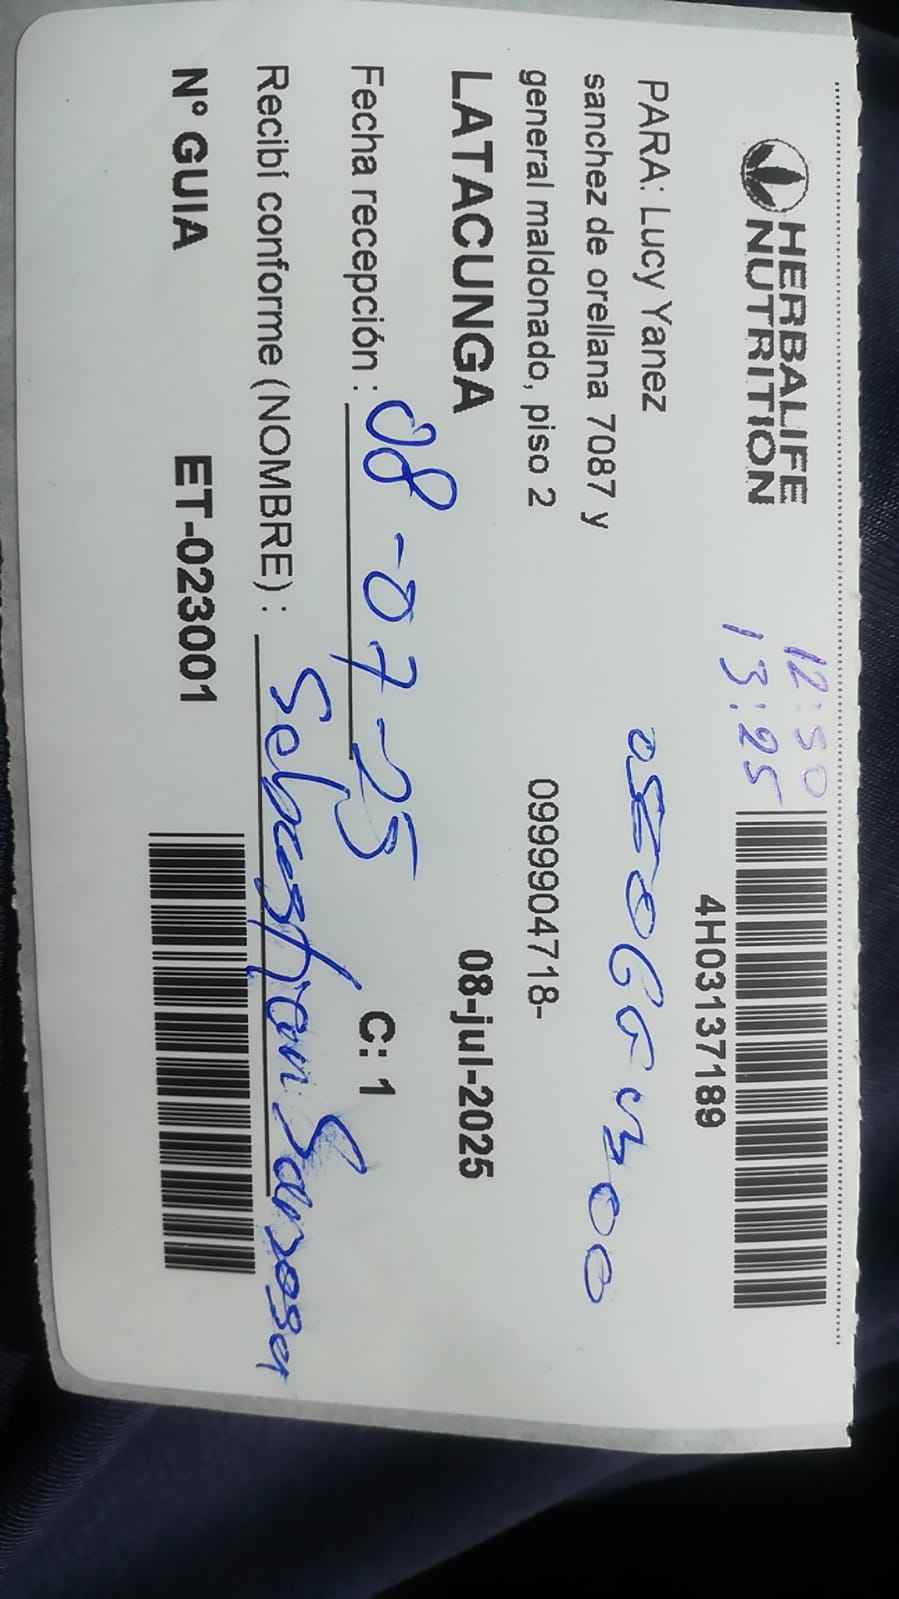 HERBALIFE
NUTRITION
12:50
13:25
4H03137189
PARA: Lucy Yanez
sanchez de orellana 7087 y
general maldonado, piso 2
0999904718-
LATACUNGA
08-jul-2025
Fecha recepción : 08-07-25
C: 1
Recibí conforme (NOMBRE) : Sebastian
N° GUIA
ET-023001